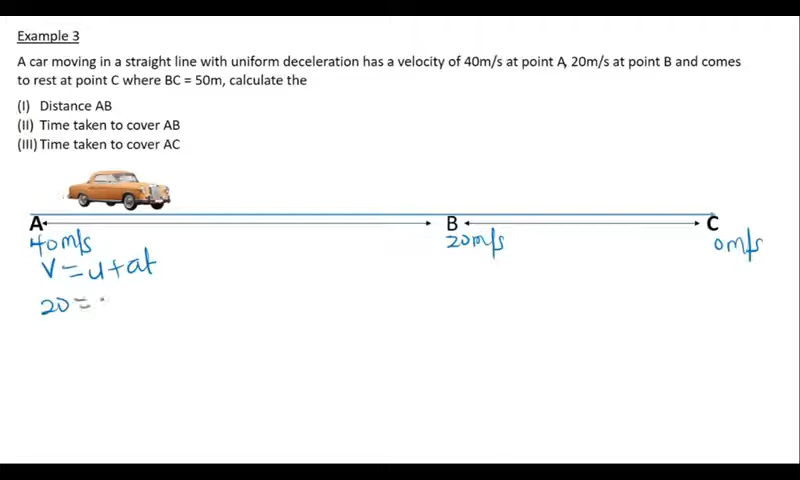 Example 3
A car moving in a straight line with uniform deceleration has a velocity of 40m/s at point A, 20m/s at point B and comes
to rest at point C where BC = 50m, calculate the
(I) Distance AB
(II) Time taken to cover AB
(III) Time taken to cover AC
A B C
40m/s 20m/s 0m/s
v = u + at
20 =